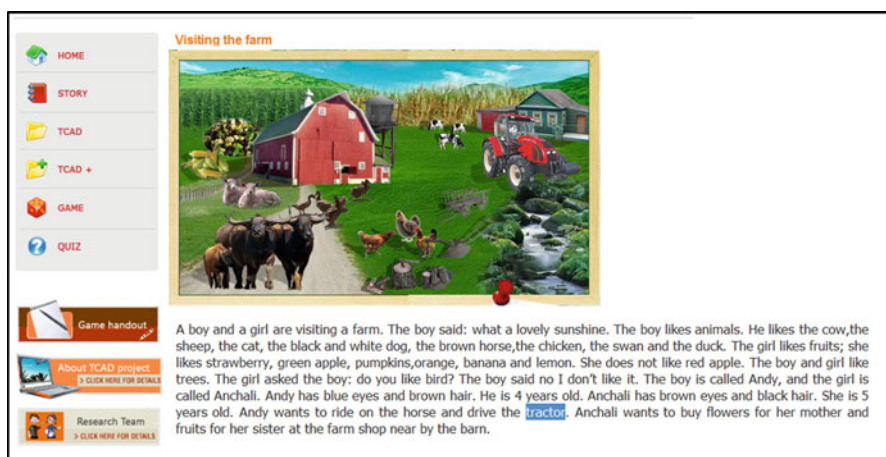 Visiting the farm
HOME
STORY
TCAD
TCAD +
GAME
QUIZ
Game handout
About TCAD project
> CLICK HERE FOR DETAILS
Research Team
> CLICK HERE FOR DETAILS
A boy and a girl are visiting a farm. The boy said: what a lovely sunshine. The boy likes animals. He likes the cow,the
sheep, the cat, the black and white dog, the brown horse,the chicken, the swan and the duck. The girl likes fruits; she
likes strawberry, green apple, pumpkins,orange, banana and lemon. She does not like red apple. The boy and girl like
trees. The girl asked the boy: do you like bird? The boy said no I don't like it. The boy is called Andy, and the girl is
called Anchali. Andy has blue eyes and brown hair. He is 4 years old. Anchali has brown eyes and black hair. She is 5
years old. Andy wants to ride on the horse and drive the tractor. Anchali wants to buy flowers for her mother and
fruits for her sister at the farm shop near by the barn.